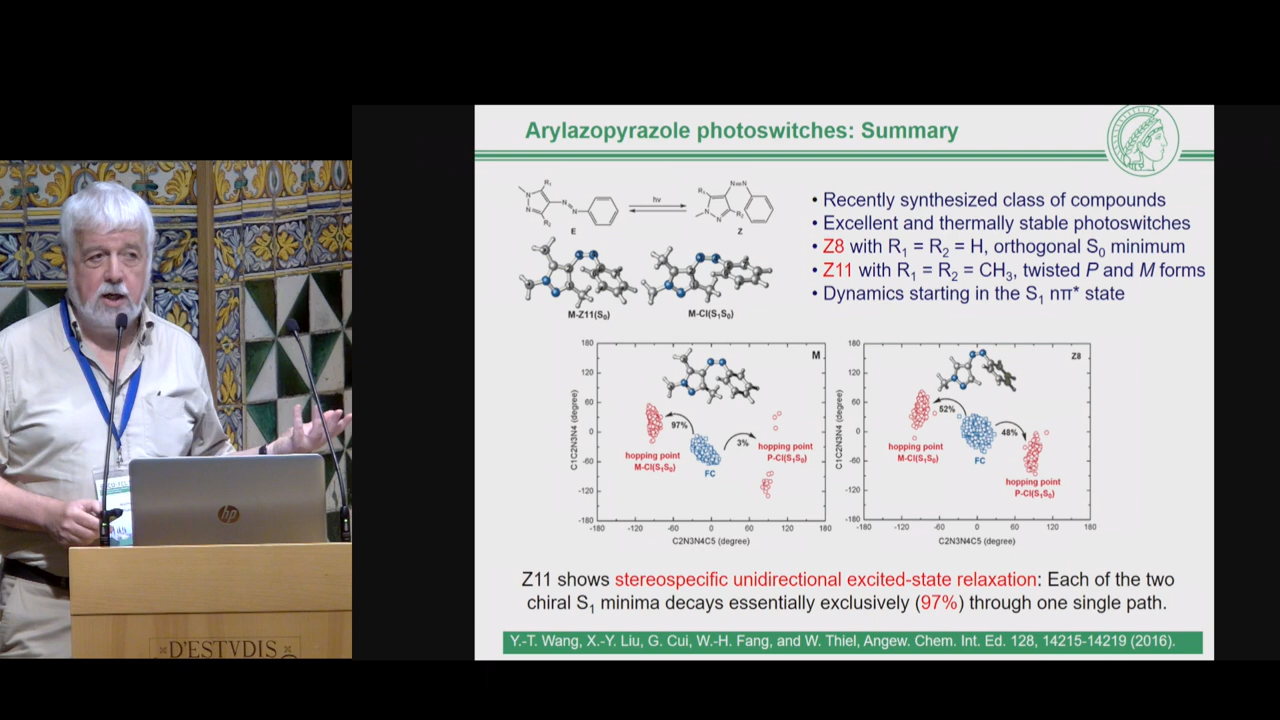 Arylazopyrazole photoswitches: Summary
R₁
N
N
R₂
N
N
E
hν
N=N
R₁
N
N
R₂
Z
M-Z11(S₀)
M-CI(S₁S₀)
• Recently synthesized class of compounds
• Excellent and thermally stable photoswitches
• Z8 with R₁ = R₂ = H, orthogonal S₀ minimum
• Z11 with R₁ = R₂ = CH₃, twisted P and M forms
• Dynamics starting in the S₁ nπ* state
180
120
60
0
-60
-120
-180
C1C2N3N4 (degree)
M
97%
3%
hopping point
M-CI(S₁S₀)
FC
hopping point
P-CI(S₁S₀)
-180 -120 -60 0 60 120 180
C2N3N4C5 (degree)
180
120
60
0
-60
-120
-180
C1C2N3N4 (degree)
Z8
52%
48%
hopping point
M-CI(S₁S₀)
FC
hopping point
P-CI(S₁S₀)
-180 -120 -60 0 60 120 180
C2N3N4C5 (degree)
Z11 shows stereospecific unidirectional excited-state relaxation: Each of the two
chiral S₁ minima decays essentially exclusively (97%) through one single path.
Y.-T. Wang, X.-Y. Liu, G. Cui, W.-H. Fang, and W. Thiel, Angew. Chem. Int. Ed. 128, 14215-14219 (2016).
hp
D'ESTVDIS